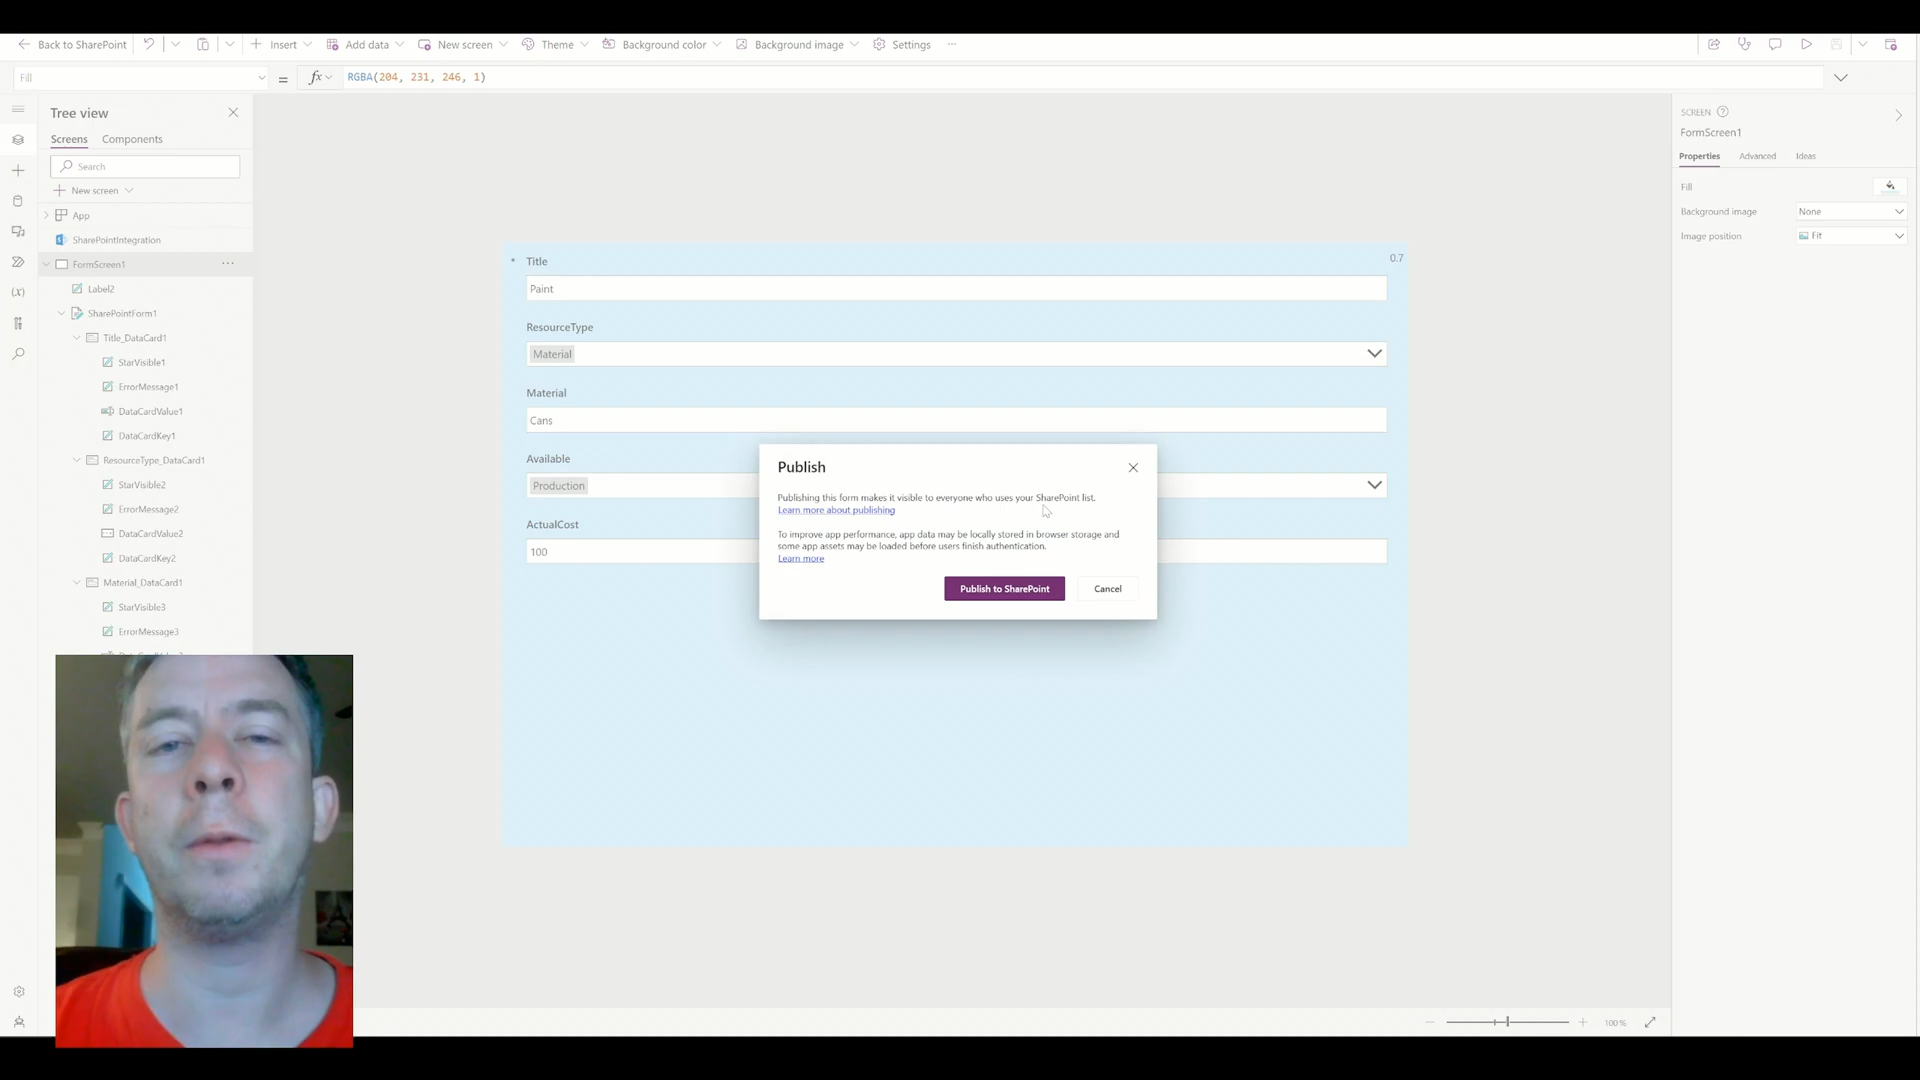 Back to SharePoint
Insert
Add data
New screen
Theme
Background color
Background image
Settings
Fill
=
fx
RGBA(204, 231, 246, 1)
Tree view
Screens
Components
Search
New screen
App
SharePointIntegration
FormScreen1
Label2
SharePointForm1
Title_DataCard1
StarVisible1
ErrorMessage1
DataCardValue1
DataCardKey1
ResourceType_DataCard1
StarVisible2
ErrorMessage2
DataCardValue2
DataCardKey2
Material_DataCard1
StarVisible3
ErrorMessage3
* Title
0.7
Paint
ResourceType
Material
Material
Cans
Available
Production
ActualCost
100
Publish
Publishing this form makes it visible to everyone who uses your SharePoint list.
Learn more about publishing
To improve app performance, app data may be locally stored in browser storage and
some app assets may be loaded before users finish authentication.
Learn more
Publish to SharePoint
Cancel
SCREEN
FormScreen1
Properties
Advanced
Ideas
Fill
Background image
None
Image position
Fit
100 %